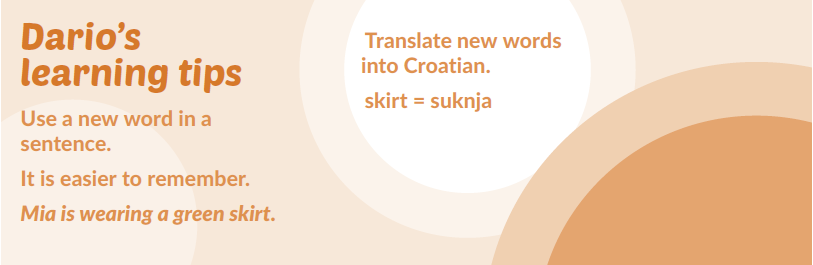 Dario’s
learning tips
Use a new word in a
sentence.
It is easier to remember.
Mia is wearing a green skirt.
Translate new words
into Croatian.
skirt = suknja